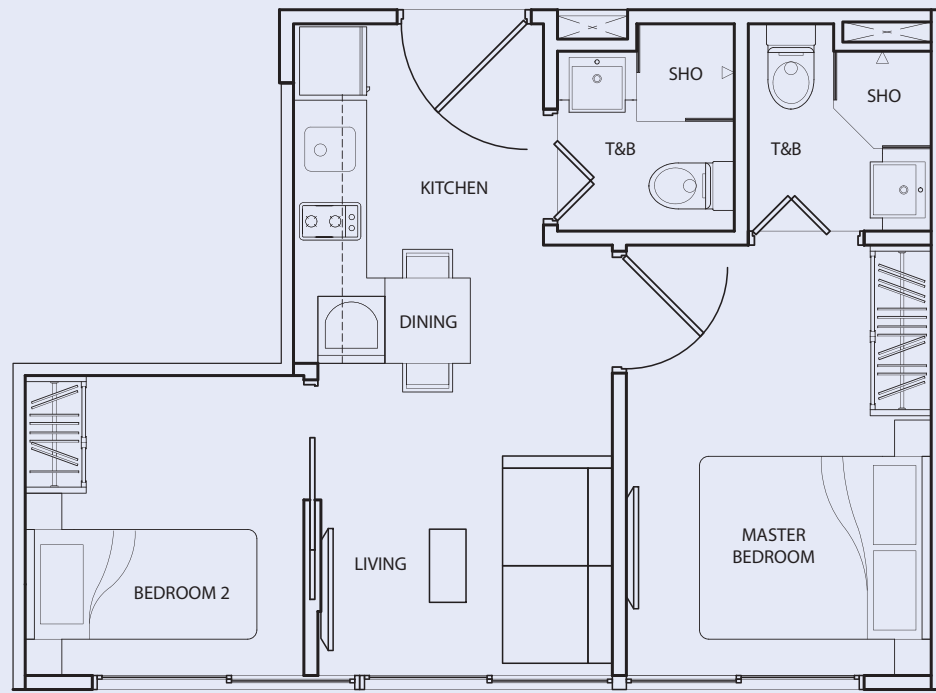 SHO
SHO
T&B
T&B
KITCHEN
DINING
MASTER
BEDROOM
LIVING
BEDROOM 2